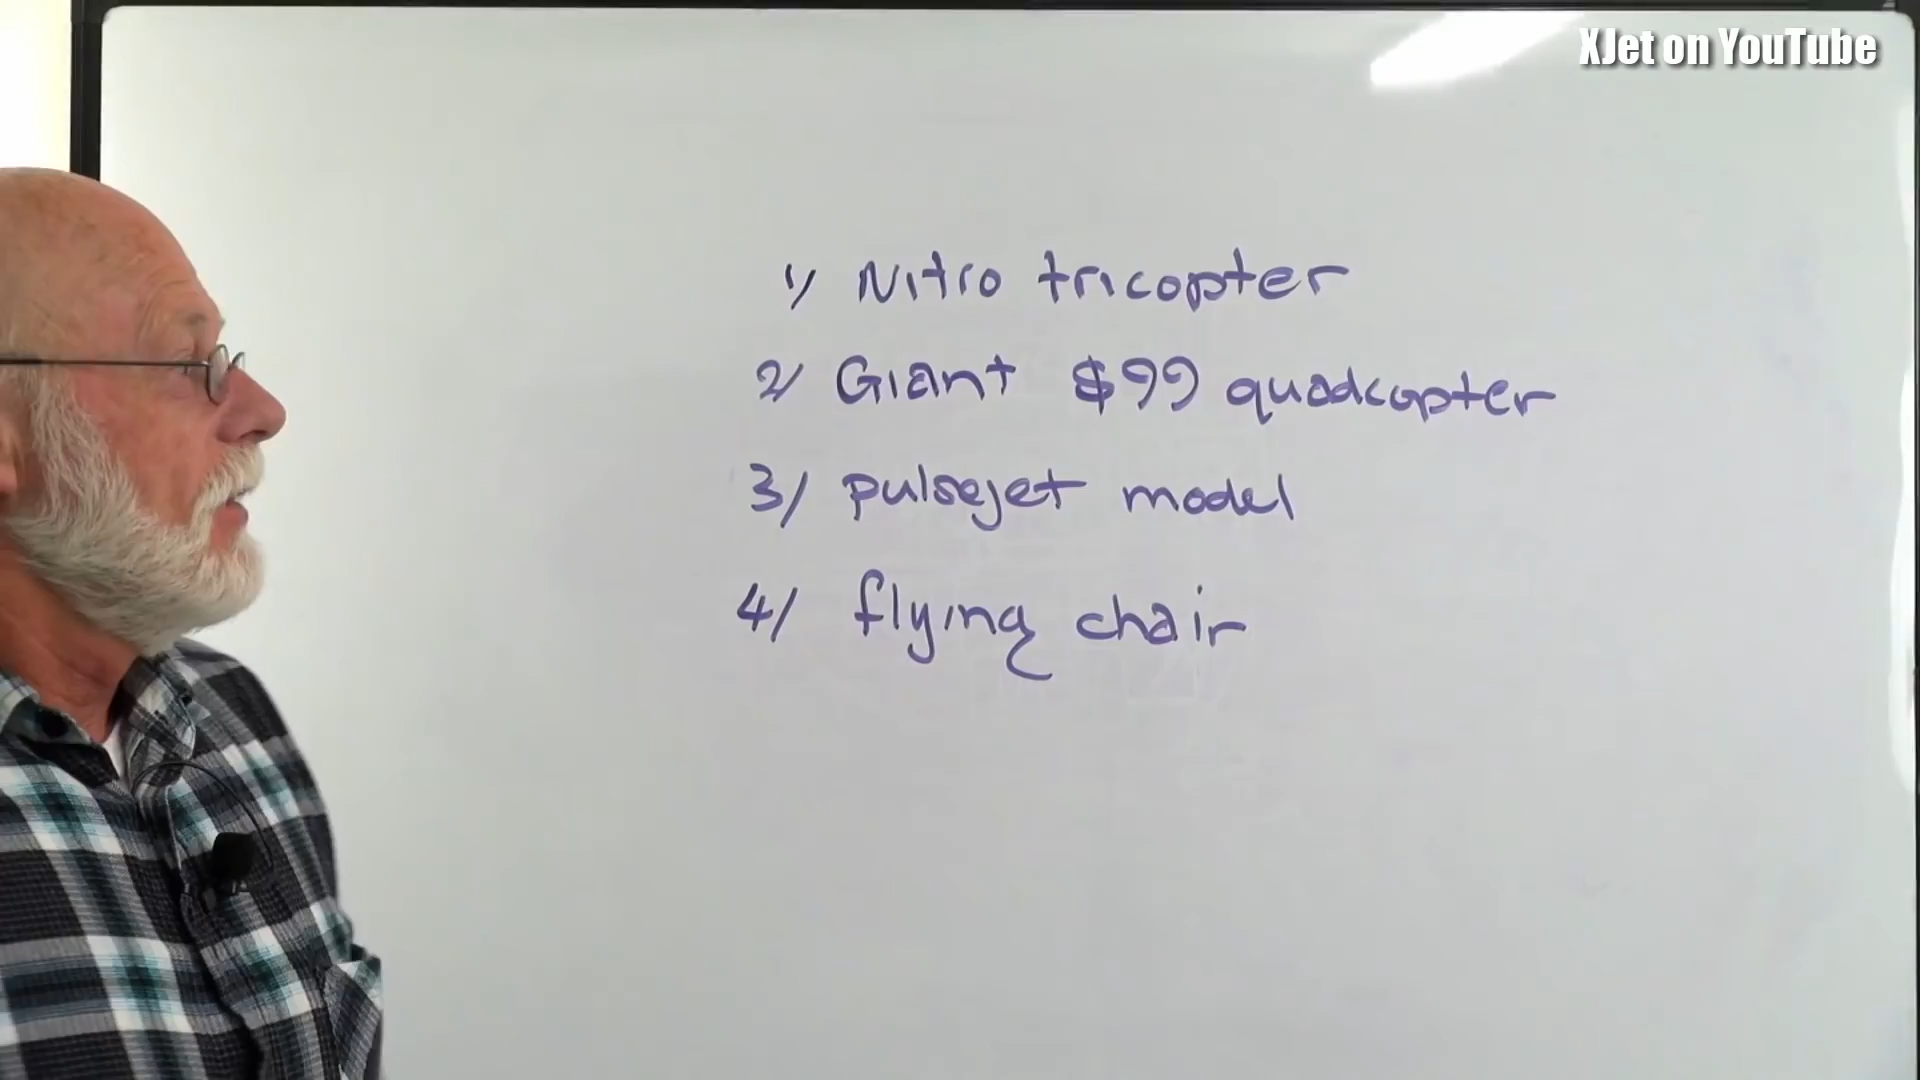 XJet on YouTube
1/ Nitro tricopter
2/ Giant $99 quadcopter
3/ pulsejet model
4/ flying chair